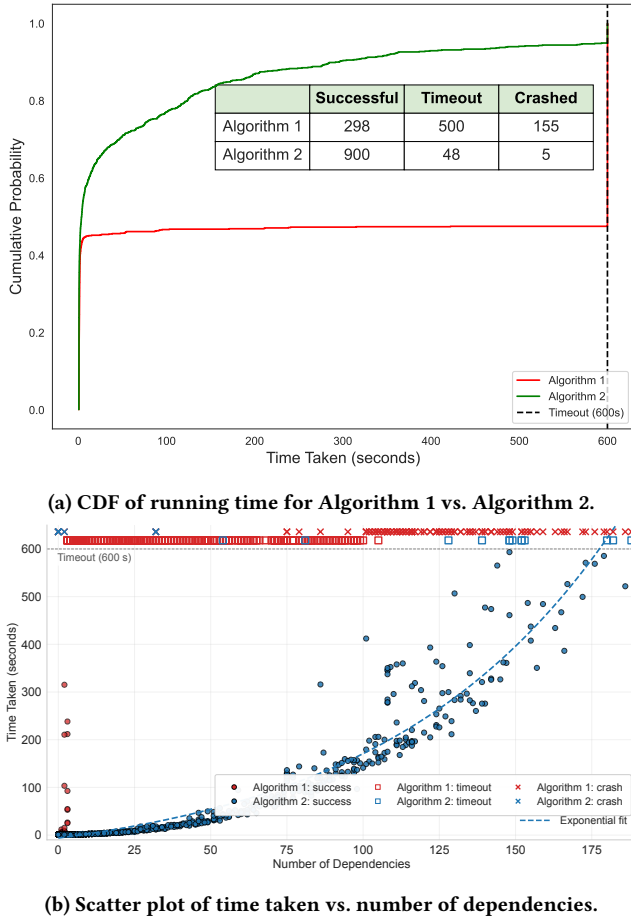 1.0
0.8
0.6
0.4
0.2
0.0
Cumulative Probability
Successful Timeout Crashed
Algorithm 1 298 500 155
Algorithm 2 900 48 5
Algorithm 1
Algorithm 2
Timeout (600s)
0 100 200 300 400 500 600
Time Taken (seconds)
(a) CDF of running time for Algorithm 1 vs. Algorithm 2.
600
500
400
300
200
100
0
Time Taken (seconds)
Timeout (600 s)
Algorithm 1: success Algorithm 1: timeout Algorithm 1: crash
Algorithm 2: success Algorithm 2: timeout Algorithm 2: crash
Exponential fit
0 25 50 75 100 125 150 175
Number of Dependencies
(b) Scatter plot of time taken vs. number of dependencies.